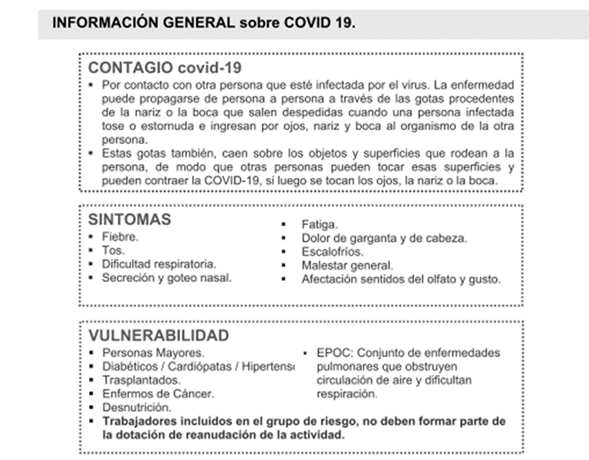 INFORMACIÓN GENERAL sobre COVID 19.
CONTAGIO covid-19
▪ Por contacto con otra persona que esté infectada por el virus. La enfermedad
puede propagarse de persona a persona a través de las gotas procedentes
de la nariz o la boca que salen despedidas cuando una persona infectada
tose o estornuda e ingresan por ojos, nariz y boca al organismo de la otra
persona.
▪ Estas gotas también, caen sobre los objetos y superficies que rodean a la
persona, de modo que otras personas pueden tocar esas superficies y
pueden contraer la COVID-19, si luego se tocan los ojos, la nariz o la boca.
SINTOMAS
▪ Fiebre.
▪ Tos.
▪ Dificultad respiratoria.
▪ Secreción y goteo nasal.
▪ Fatiga.
▪ Dolor de garganta y de cabeza.
▪ Escalofríos.
▪ Malestar general.
▪ Afectación sentidos del olfato y gusto.
VULNERABILIDAD
▪ Personas Mayores.
▪ Diabéticos / Cardiópatas / Hipertens
▪ Trasplantados.
▪ Enfermos de Cáncer.
▪ Desnutrición.
▪ EPOC: Conjunto de enfermedades
pulmonares que obstruyen
circulación de aire y dificultan
respiración.
▪ Trabajadores incluidos en el grupo de riesgo, no deben formar parte de
la dotación de reanudación de la actividad.